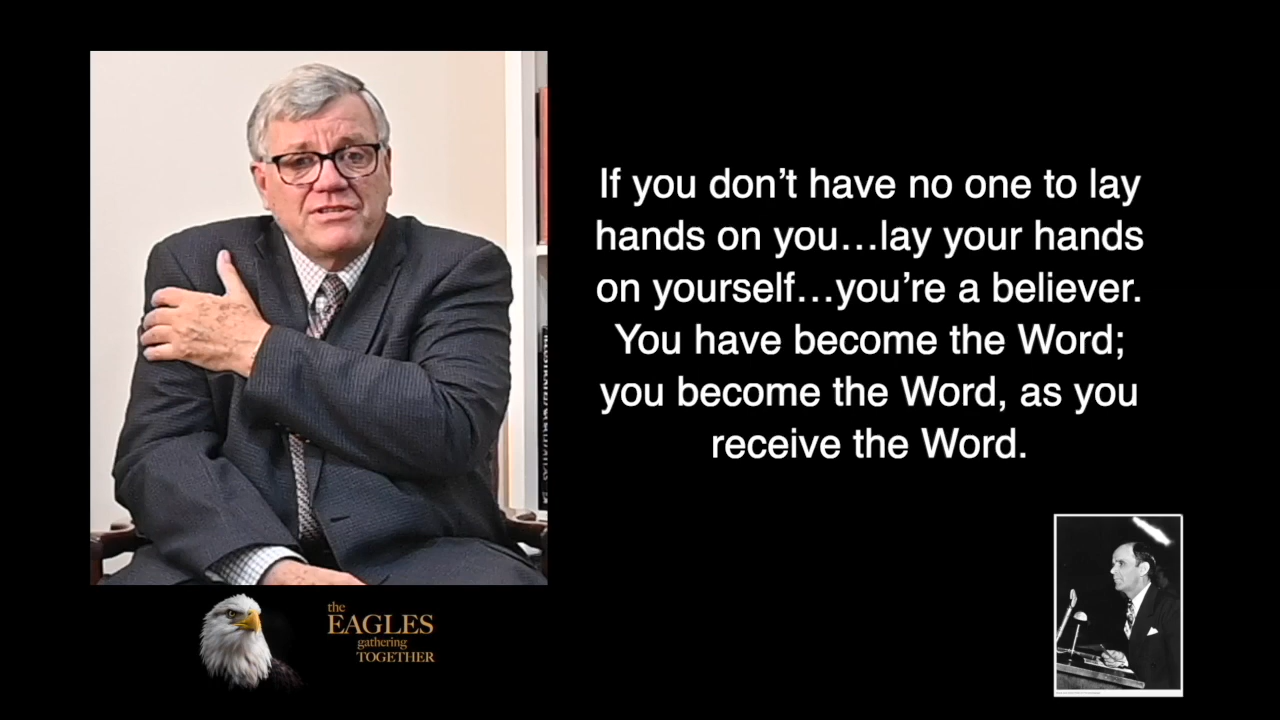 If you don’t have no one to lay
hands on you…lay your hands
on yourself…you’re a believer.
You have become the Word;
you become the Word, as you
receive the Word.
the
EAGLES
gathering
TOGETHER